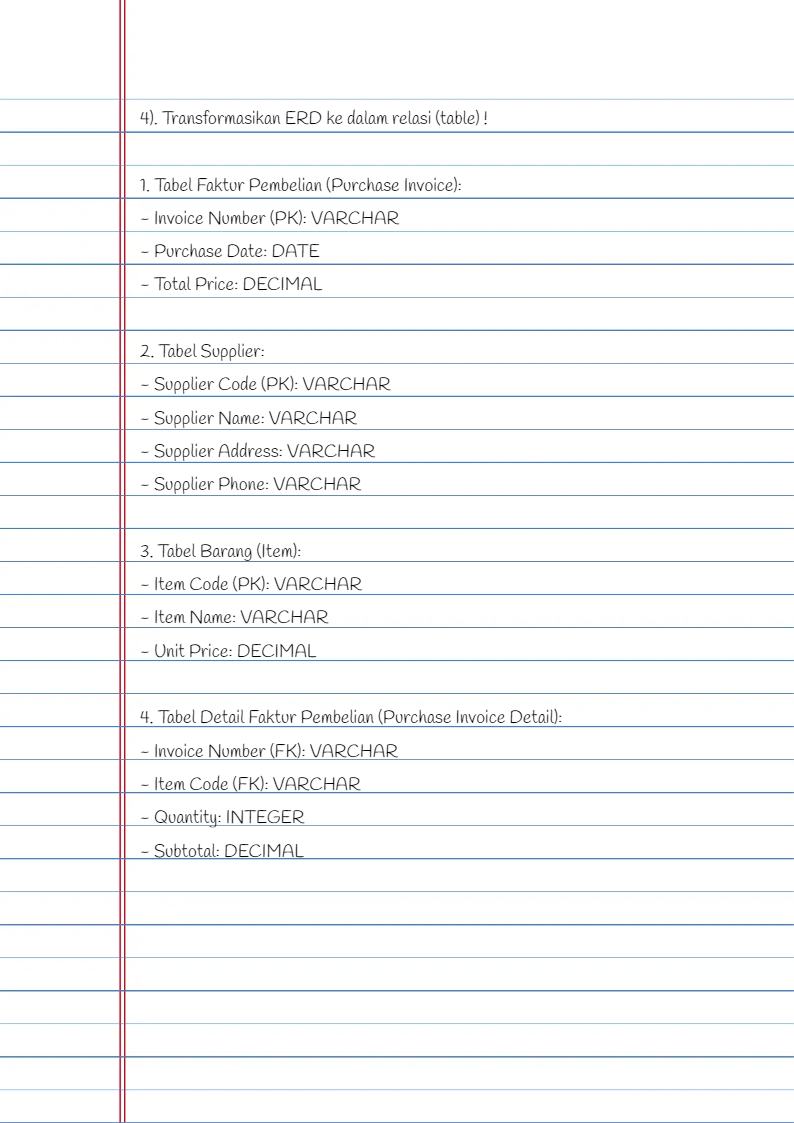 4). Transformasikan ERD ke dalam relasi (table) !
1. Tabel Faktur Pembelian (Purchase Invoice):
- Invoice Number (PK): VARCHAR
- Purchase Date: DATE
- Total Price: DECIMAL
2. Tabel Supplier:
- Supplier Code (PK): VARCHAR
- Supplier Name: VARCHAR
- Supplier Address: VARCHAR
- Supplier Phone: VARCHAR
3. Tabel Barang (Item):
- Item Code (PK): VARCHAR
- Item Name: VARCHAR
- Unit Price: DECIMAL
4. Tabel Detail Faktur Pembelian (Purchase Invoice Detail):
- Invoice Number (FK): VARCHAR
- Item Code (FK): VARCHAR
- Quantity: INTEGER
- Subtotal: DECIMAL